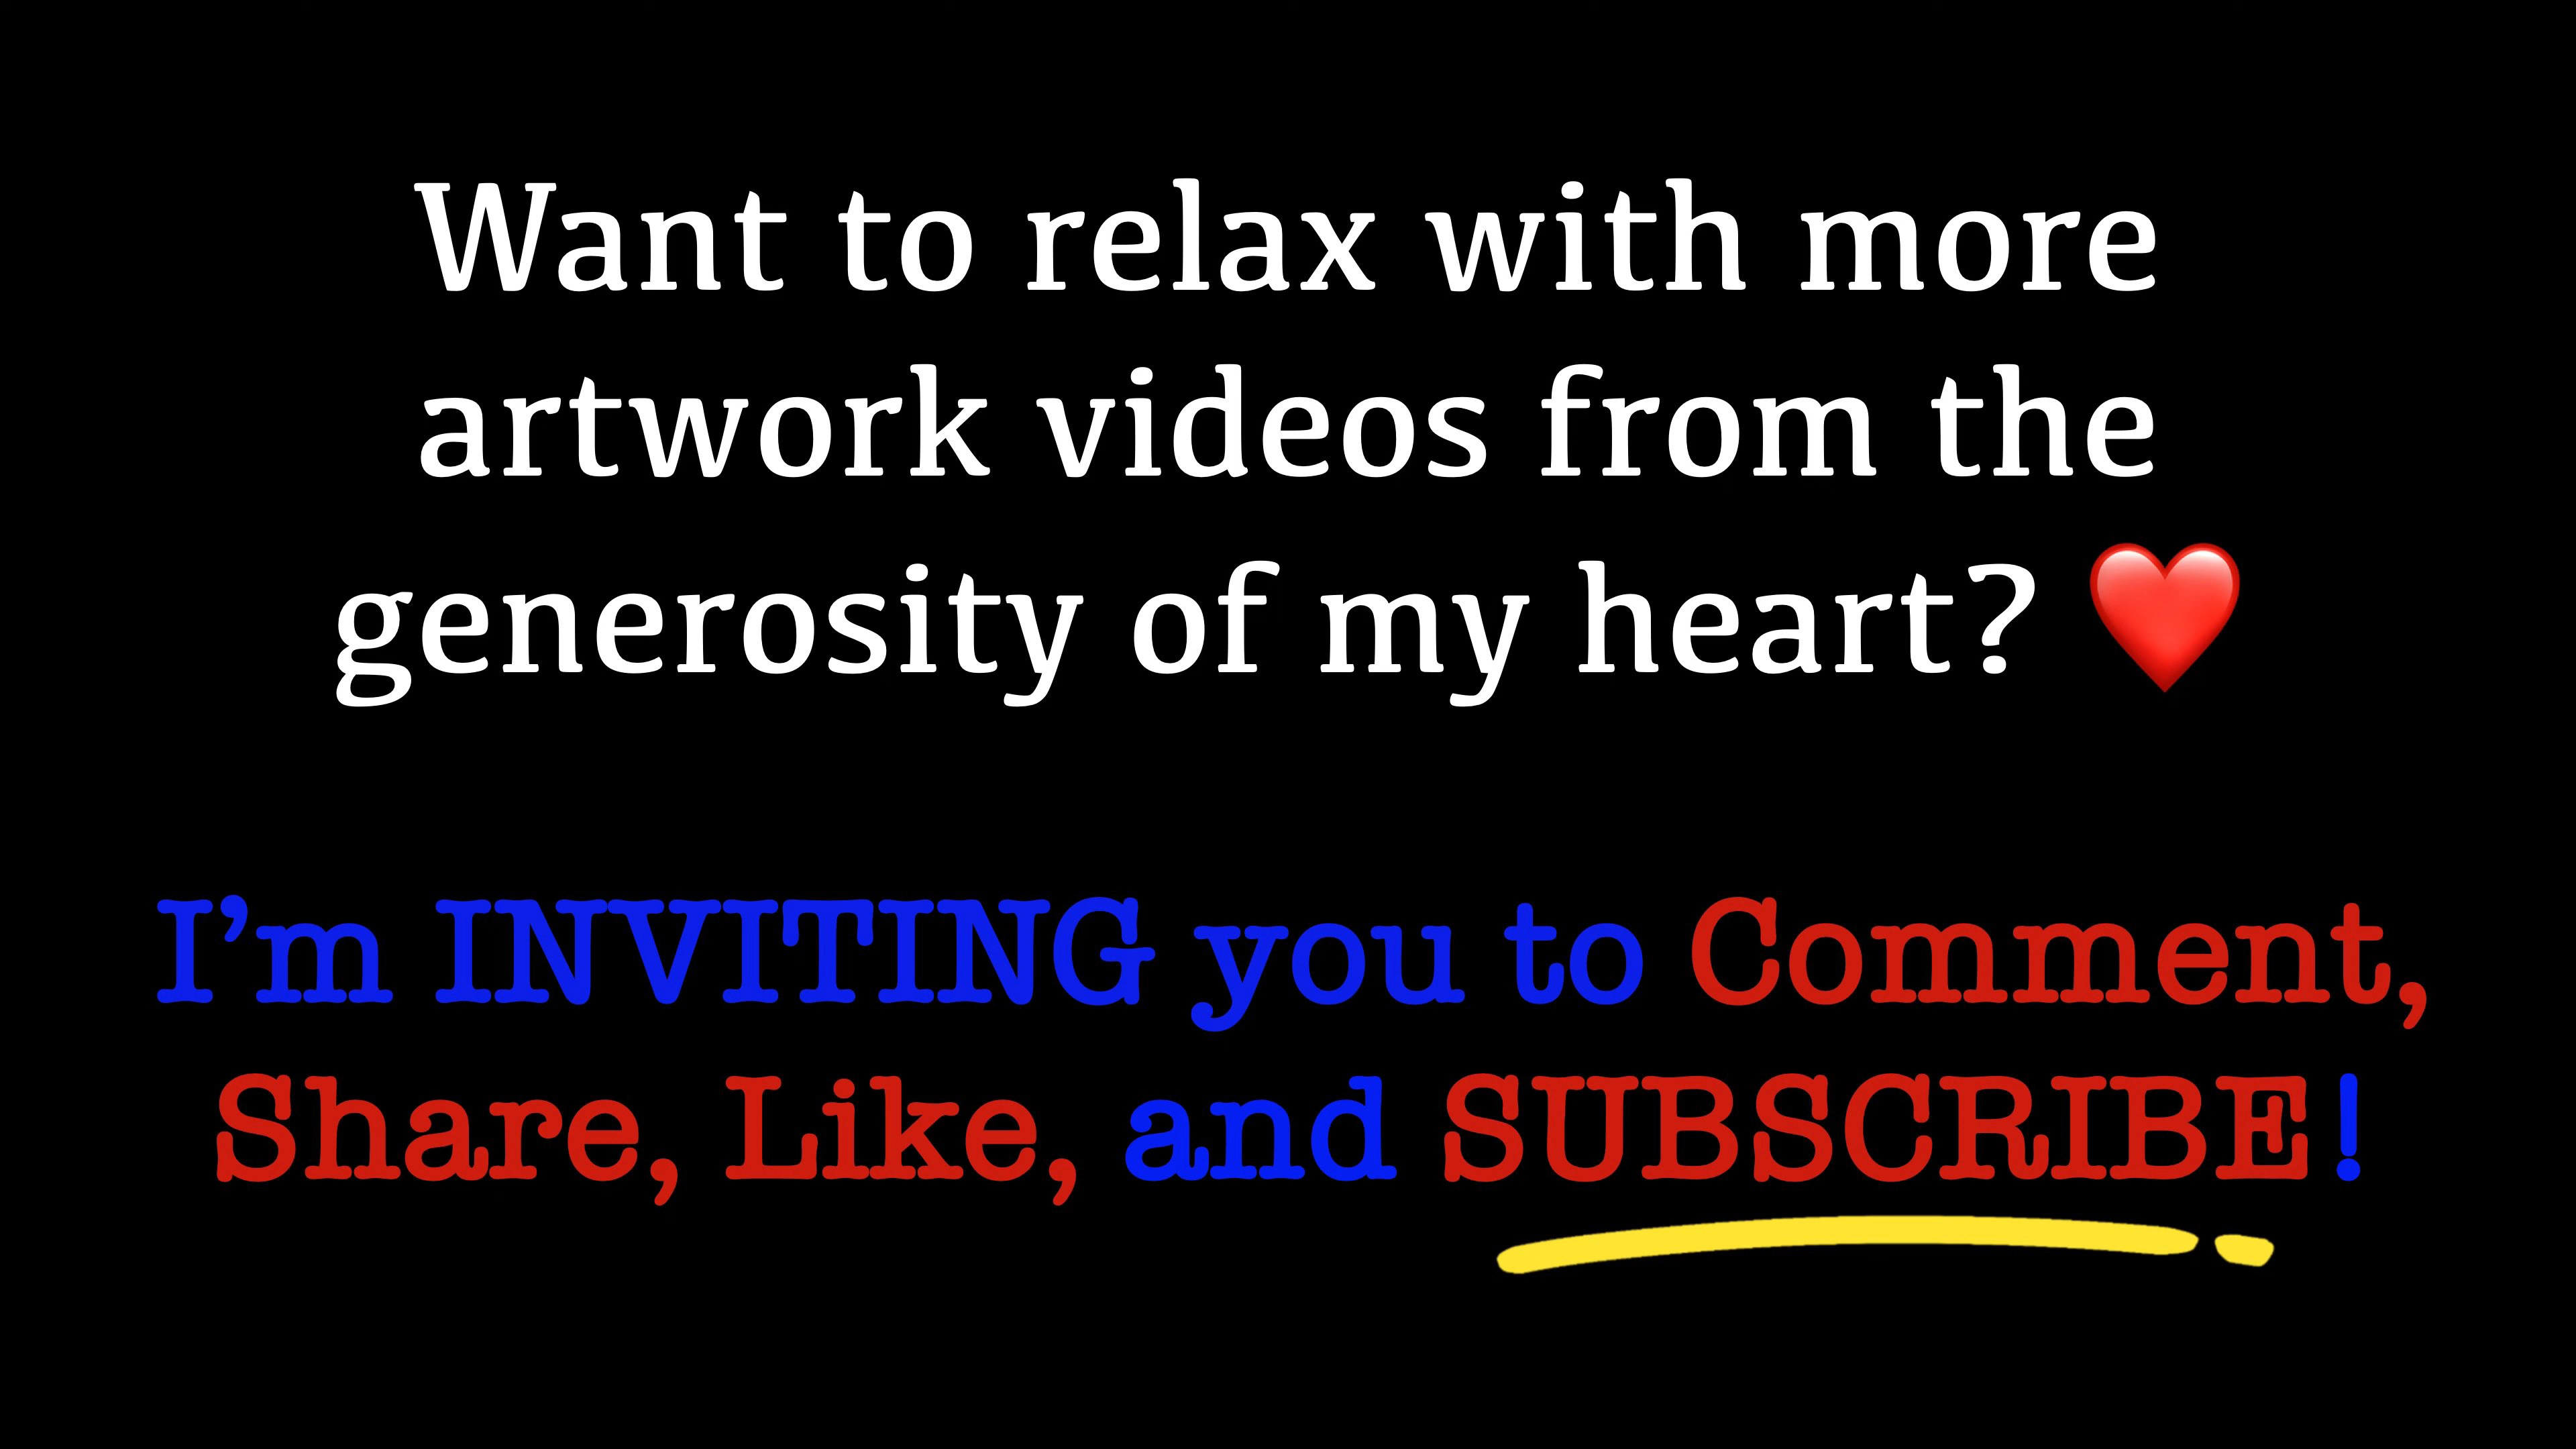 Want to relax with more
artwork videos from the
generosity of my heart? ❤️
I’m INVITING you to Comment,
Share, Like, and SUBSCRIBE!